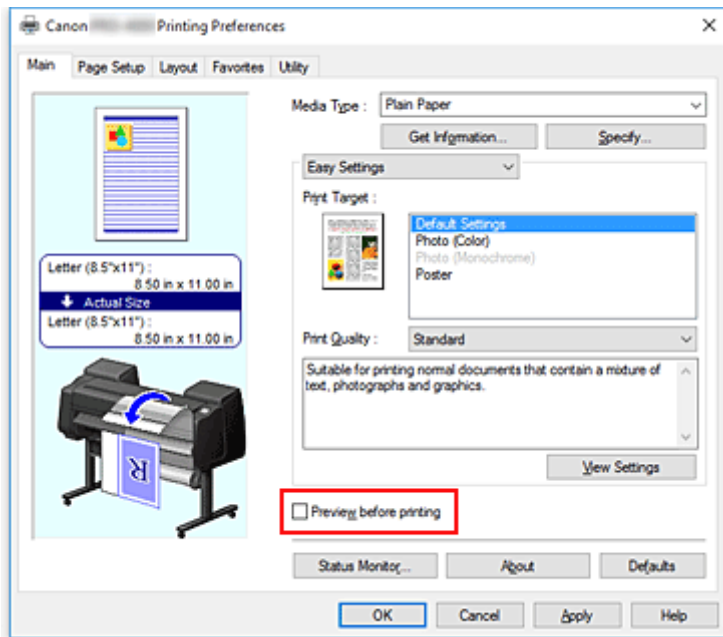 Canon Printing Preferences
Main Page Setup Layout Favorites Utility
Media Type : Plain Paper
Get Information... Specify...
Easy Settings
Print Target :
Default Settings
Photo (Color)
Photo (Monochrome)
Poster
Letter (8.5"x11") :
8.50 in x 11.00 in
Actual Size
Letter (8.5"x11") :
8.50 in x 11.00 in
Print Quality : Standard
Suitable for printing normal documents that contain a mixture of
text, photographs and graphics.
R
View Settings
Preview before printing
Status Monitor... About Defaults
OK Cancel Apply Help